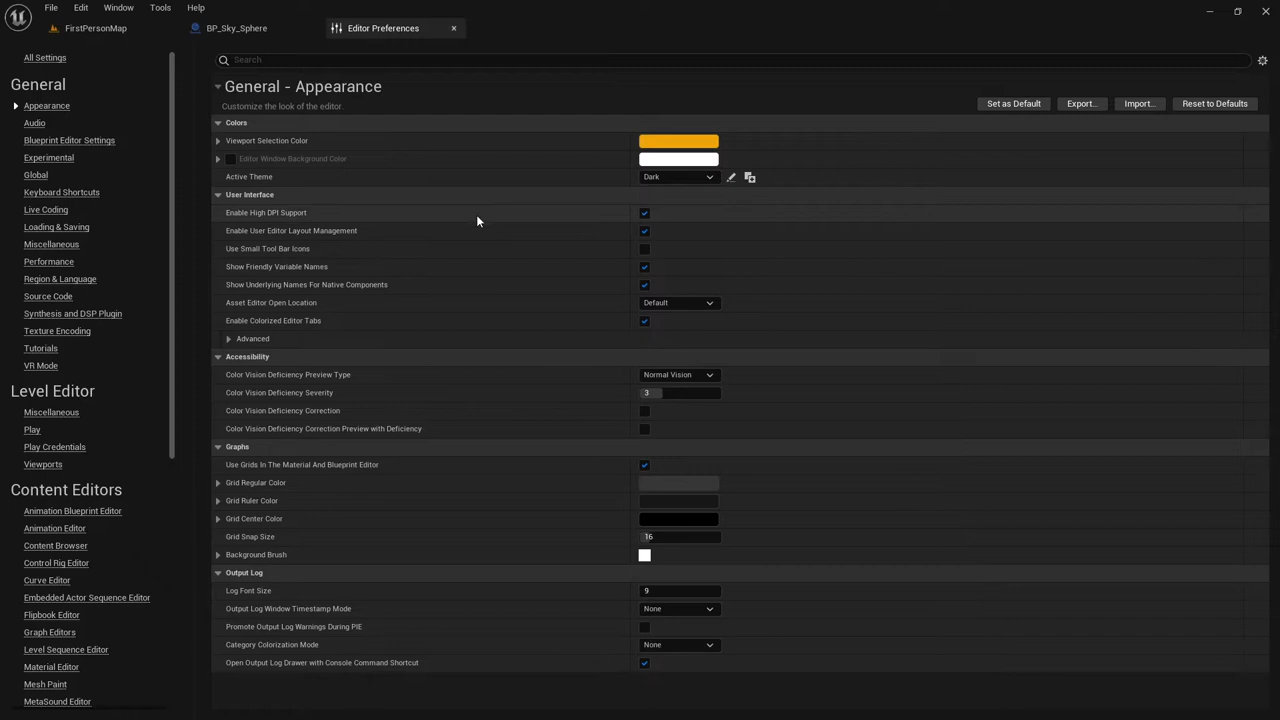 File Edit Window Tools Help
FirstPersonMap BP_Sky_Sphere Editor Preferences
All Settings
General
Appearance
Audio
Blueprint Editor Settings
Experimental
Global
Keyboard Shortcuts
Live Coding
Loading & Saving
Miscellaneous
Performance
Region & Language
Source Code
Synthesis and DSP Plugin
Texture Encoding
Tutorials
VR Mode
Level Editor
Miscellaneous
Play
Play Credentials
Viewports
Content Editors
Animation Blueprint Editor
Animation Editor
Content Browser
Control Rig Editor
Curve Editor
Embedded Actor Sequence Editor
Flipbook Editor
Graph Editors
Level Sequence Editor
Material Editor
Mesh Paint
MetaSound Editor
Search
General - Appearance
Customize the look of the editor.
Set as Default Export... Import... Reset to Defaults
Colors
Viewport Selection Color
Editor Window Background Color
Active Theme Dark
User Interface
Enable High DPI Support
Enable User Editor Layout Management
Use Small Tool Bar Icons
Show Friendly Variable Names
Show Underlying Names For Native Components
Asset Editor Open Location Default
Enable Colorized Editor Tabs
Advanced
Accessibility
Color Vision Deficiency Preview Type Normal Vision
Color Vision Deficiency Severity 3
Color Vision Deficiency Correction
Color Vision Deficiency Correction Preview with Deficiency
Graphs
Use Grids In The Material And Blueprint Editor
Grid Regular Color
Grid Ruler Color
Grid Center Color
Grid Snap Size 16
Background Brush
Output Log
Log Font Size 9
Output Log Window Timestamp Mode None
Promote Output Log Warnings During PIE
Category Colorization Mode None
Open Output Log Drawer with Console Command Shortcut